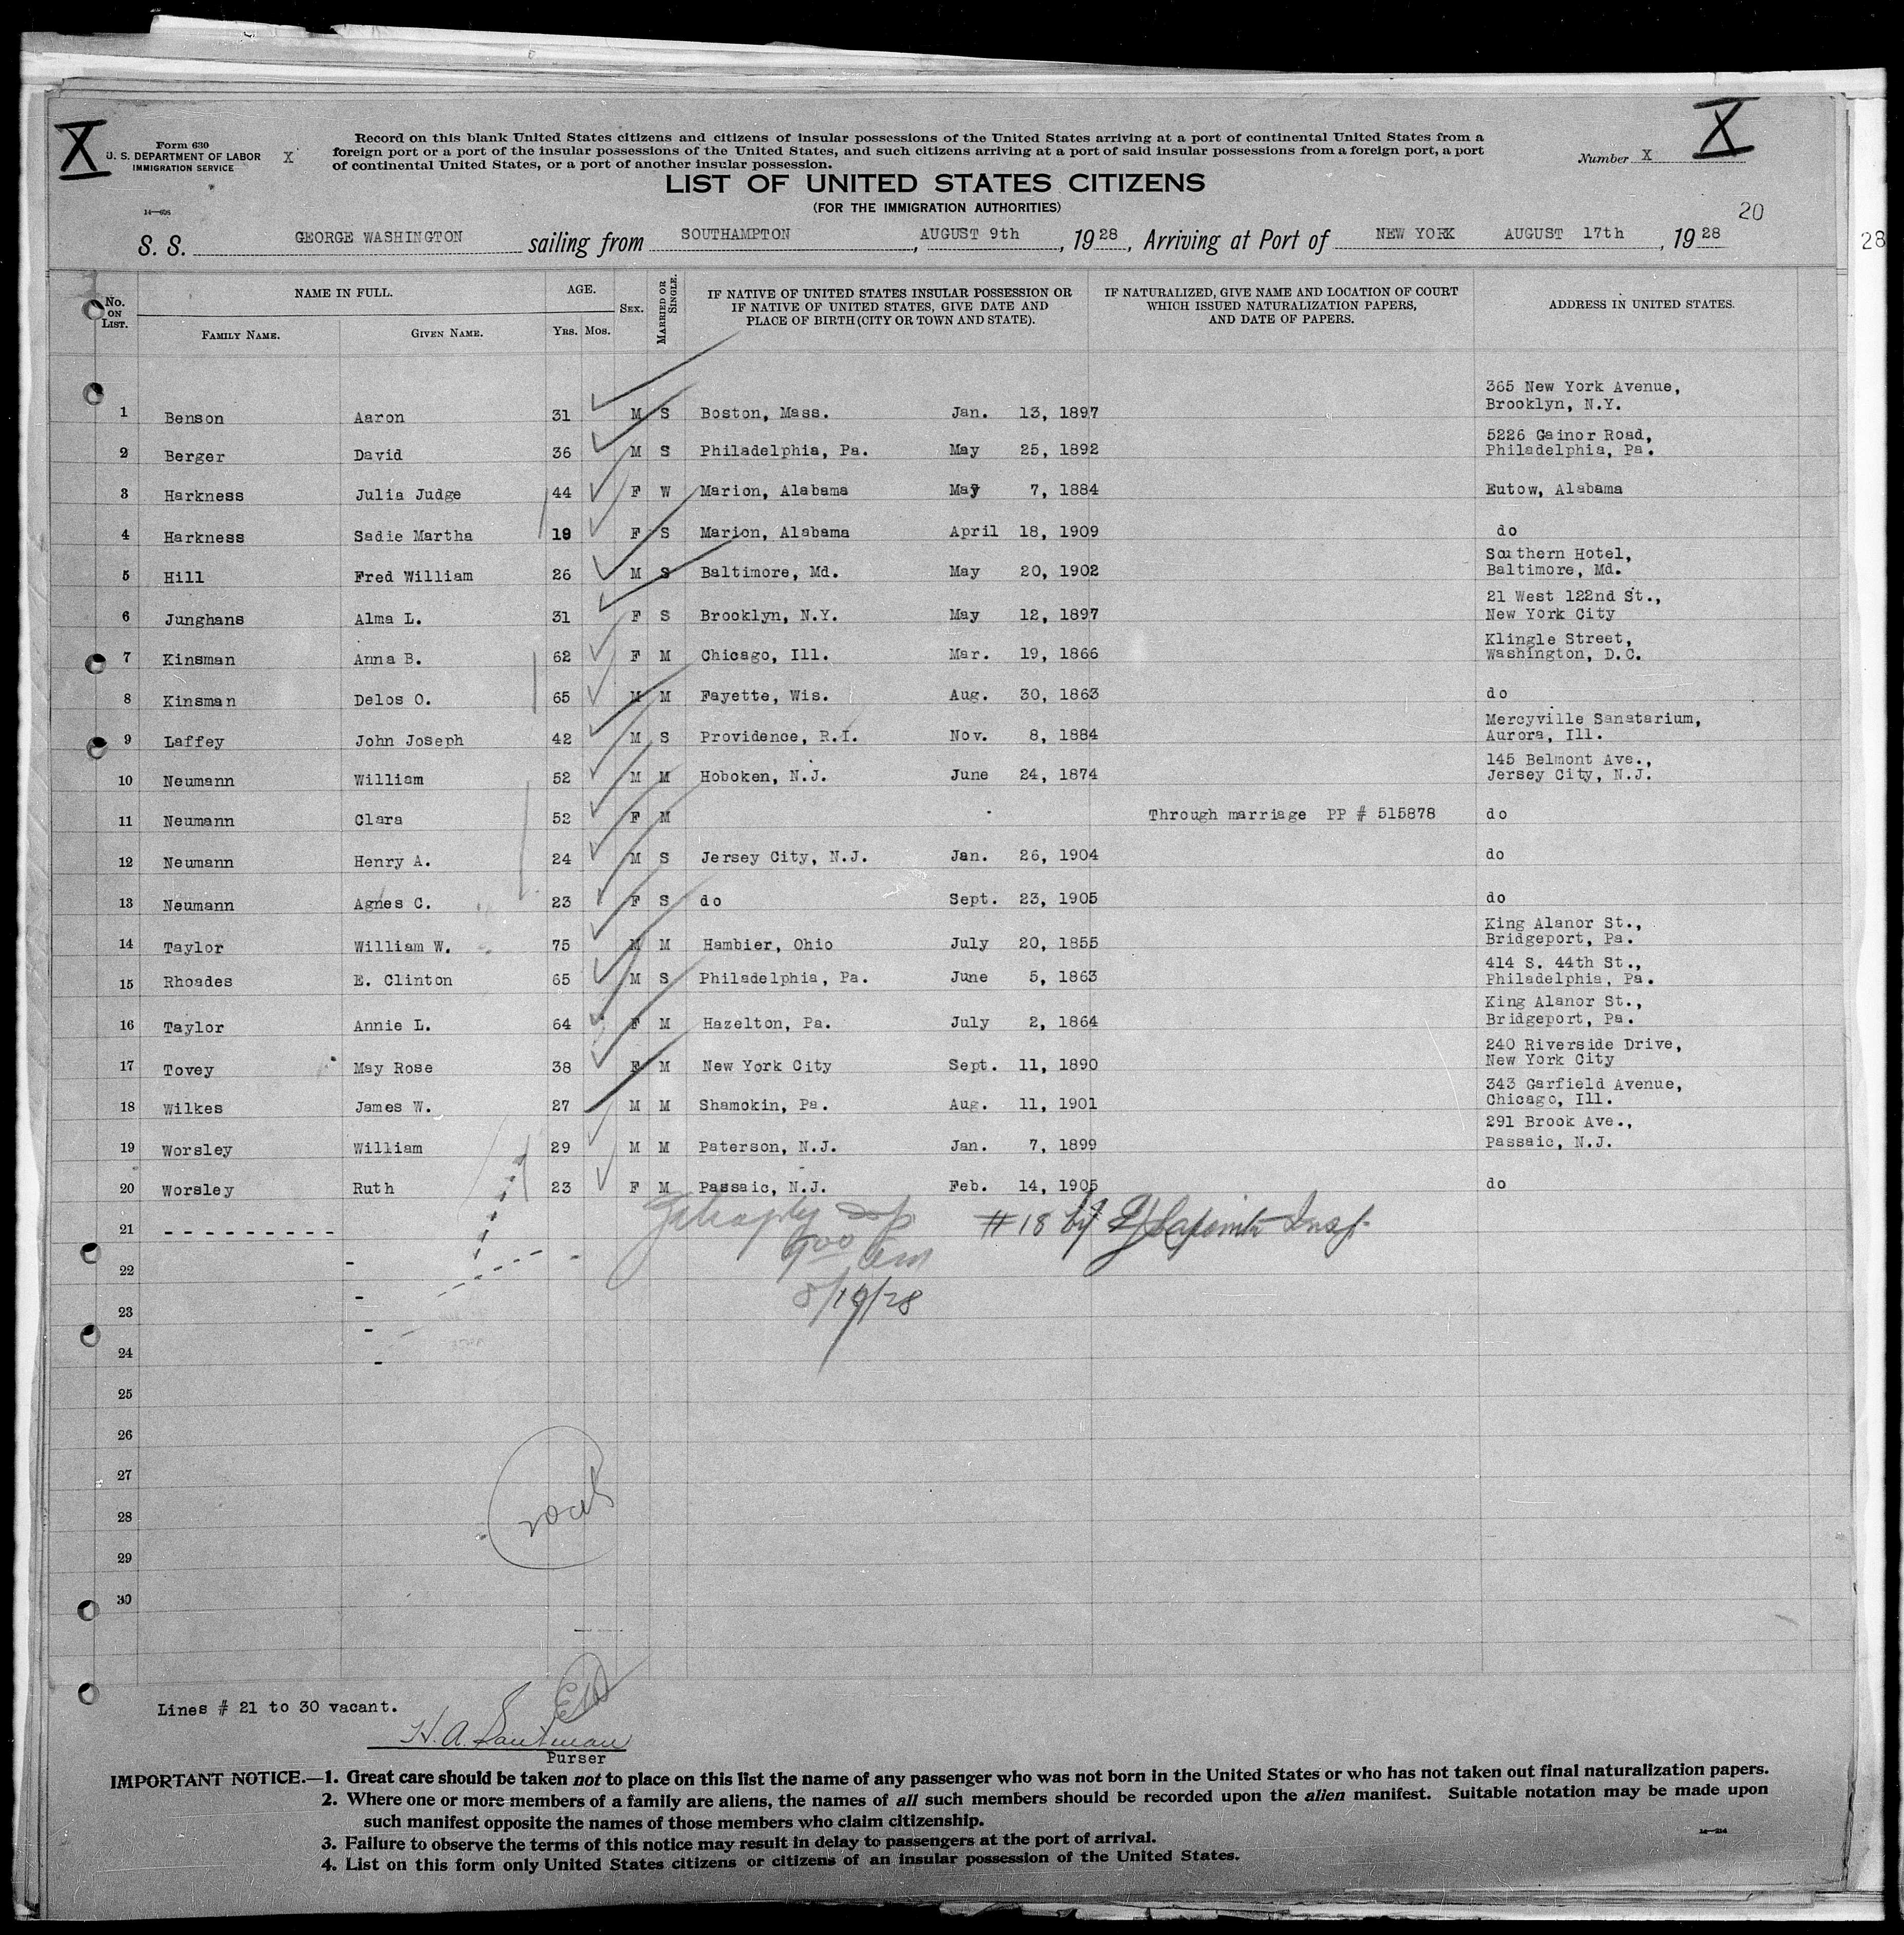 X
X
Form 630
U. S. DEPARTMENT OF LABOR
IMMIGRATION SERVICE
X
Record on this blank United States citizens and citizens of insular possessions of the United States arriving at a port of continental United States from a
foreign port or a port of the insular possessions of the United States, and such citizens arriving at a port of said insular possessions from a foreign port, a port
of continental United States, or a port of another insular possession.
Number X
LIST OF UNITED STATES CITIZENS
(FOR THE IMMIGRATION AUTHORITIES)
20
28
S. S. GEORGE WASHINGTON sailing from SOUTHAMPTON, AUGUST 9th, 1928, Arriving at Port of NEW YORK AUGUST 17th, 1928
No. ON LIST.
NAME IN FULL.
FAMILY NAME. GIVEN NAME.
AGE.
YRS. MOS.
SEX.
MARRIED OR SINGLE.
IF NATIVE OF UNITED STATES INSULAR POSSESSION OR
IF NATIVE OF UNITED STATES, GIVE DATE AND
PLACE OF BIRTH (CITY OR TOWN AND STATE).
IF NATURALIZED, GIVE NAME AND LOCATION OF COURT
WHICH ISSUED NATURALIZATION PAPERS,
AND DATE OF PAPERS.
ADDRESS IN UNITED STATES.
1 Benson Aaron 31 M S Boston, Mass. Jan. 13, 1897 365 New York Avenue,
Brooklyn, N.Y.
2 Berger David 36 M S Philadelphia, Pa. May 25, 1892 5226 Gainor Road,
Philadelphia, Pa.
3 Harkness Julia Judge 44 F W Marion, Alabama May 7, 1884 Eutow, Alabama
4 Harkness Sadie Martha 19 F S Marion, Alabama April 18, 1909 do
5 Hill Fred William 26 M S Baltimore, Md. May 20, 1902 Southern Hotel,
Baltimore, Md.
6 Junghans Alma L. 31 F S Brooklyn, N.Y. May 12, 1897 21 West 122nd St.,
New York City
7 Kinsman Anna B. 62 F M Chicago, Ill. Mar. 19, 1866 Klingle Street,
Washington, D.C.
8 Kinsman Delos O. 65 M M Fayette, Wis. Aug. 30, 1863 do
9 Laffey John Joseph 42 M S Providence, R.I. Nov. 8, 1884 Mercyville Sanatarium,
Aurora, Ill.
10 Neumann William 52 M M Hoboken, N.J. June 24, 1874 145 Belmont Ave.,
Jersey City, N.J.
11 Neumann Clara 52 F M Through marriage PP # 515878 do
12 Neumann Henry A. 24 M S Jersey City, N.J. Jan. 26, 1904 do
13 Neumann Agnes C. 23 F S do Sept. 23, 1905 do
14 Taylor William W. 75 M M Hambier, Ohio July 20, 1855 King Alanor St.,
Bridgeport, Pa.
15 Rhoades E. Clinton 65 M S Philadelphia, Pa. June 5, 1863 414 S. 44th St.,
Philadelphia, Pa.
16 Taylor Annie L. 64 F M Hazelton, Pa. July 2, 1864 King Alanor St.,
Bridgeport, Pa.
17 Tovey May Rose 38 F M New York City Sept. 11, 1890 240 Riverside Drive,
New York City
18 Wilkes James W. 27 M M Shamokin, Pa. Aug. 11, 1901 343 Garfield Avenue,
Chicago, Ill.
19 Worsley William 29 M M Paterson, N.J. Jan. 7, 1899 291 Brook Ave.,
Passaic, N.J.
20 Worsley Ruth 23 F M Passaic, N.J. Feb. 14, 1905 do
21 - - - - - - - - - - # 18 by Insp.
900 am
22
8/19/28
23
24
25
26
27
28
29
30
Lines # 21 to 30 vacant.
H. A. Sautman
Purser
IMPORTANT NOTICE.—1. Great care should be taken not to place on this list the name of any passenger who was not born in the United States or who has not taken out final naturalization papers.
2. Where one or more members of a family are aliens, the names of all such members should be recorded upon the alien manifest. Suitable notation may be made upon
such manifest opposite the names of those members who claim citizenship.
3. Failure to observe the terms of this notice may result in delay to passengers at the port of arrival.
4. List on this form only United States citizens or citizens of an insular possession of the United States.